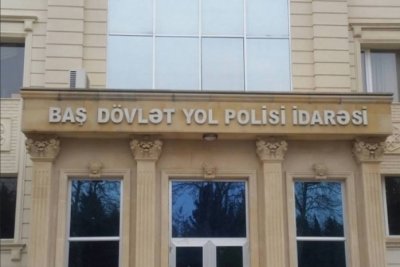 BAŞ DÖVLƏT YOL POLİSİ İDARƏSİ